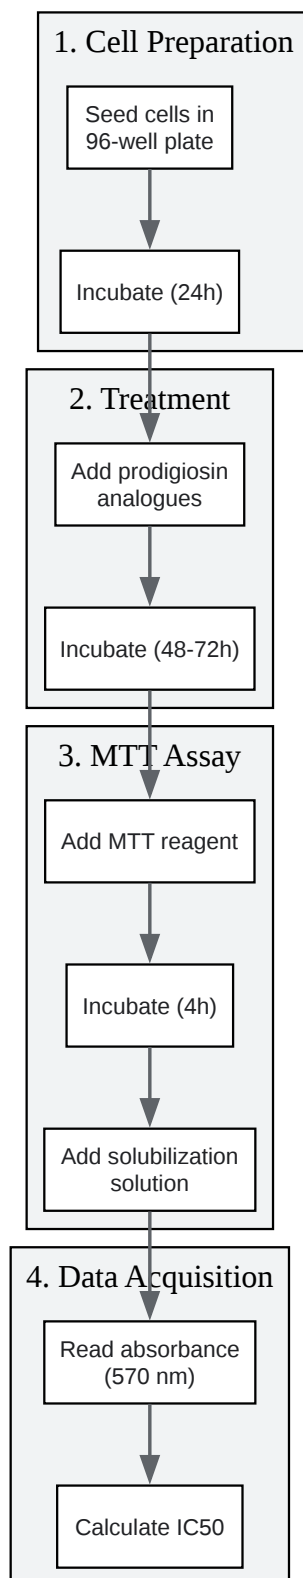 1. Cell Preparation
Seed cells in
96-well plate
Incubate (24h)
2. Treatment
Add prodigiosin
analogues
Incubate (48-72h)
3. MTT Assay
Add MTT reagent
Incubate (4h)
Add solubilization
solution
4. Data Acquisition
Read absorbance
(570 nm)
Calculate IC50